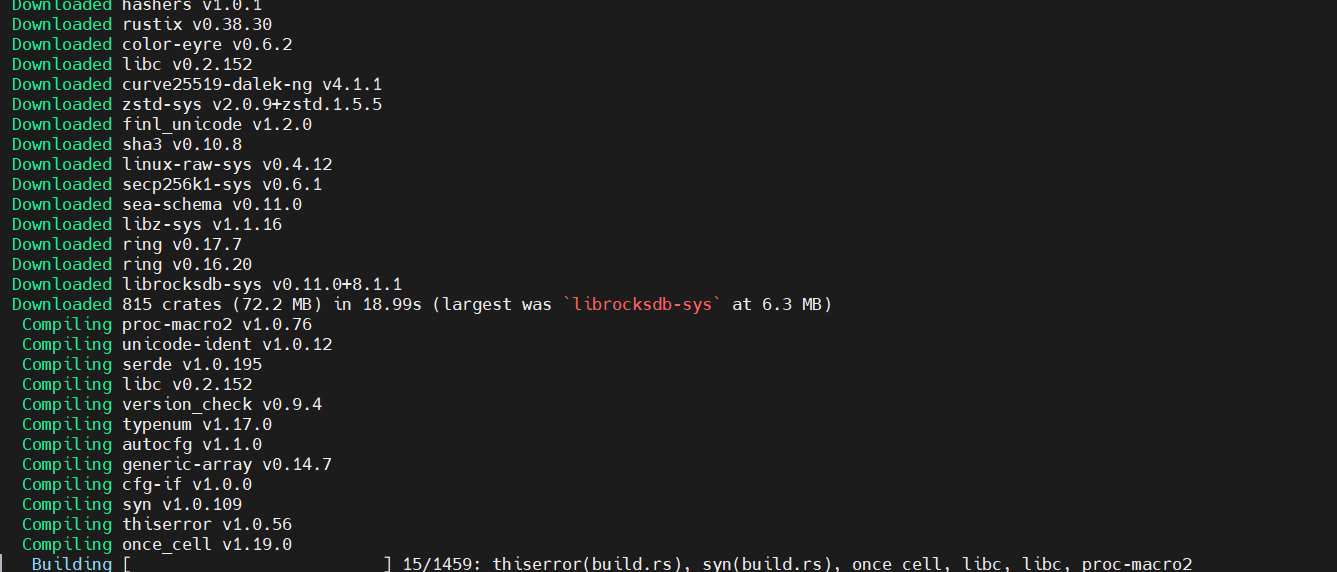 Downloaded hashers v1.0.1
Downloaded rustix v0.38.30
Downloaded color-eyre v0.6.2
Downloaded libc v0.2.152
Downloaded curve25519-dalek-ng v4.1.1
Downloaded zstd-sys v2.0.9+zstd.1.5.5
Downloaded finl_unicode v1.2.0
Downloaded sha3 v0.10.8
Downloaded linux-raw-sys v0.4.12
Downloaded secp256k1-sys v0.6.1
Downloaded sea-schema v0.11.0
Downloaded libz-sys v1.1.16
Downloaded ring v0.17.7
Downloaded ring v0.16.20
Downloaded librocksdb-sys v0.11.0+8.1.1
Downloaded 815 crates (72.2 MB) in 18.99s (largest was `librocksdb-sys` at 6.3 MB)
Compiling proc-macro2 v1.0.76
Compiling unicode-ident v1.0.12
Compiling serde v1.0.195
Compiling libc v0.2.152
Compiling version_check v0.9.4
Compiling typenum v1.17.0
Compiling autocfg v1.1.0
Compiling generic-array v0.14.7
Compiling cfg-if v1.0.0
Compiling syn v1.0.109
Compiling thiserror v1.0.56
Compiling once_cell v1.19.0
Building [                         ] 15/1459: thiserror(build.rs), syn(build.rs), once_cell, libc, libc, proc-macro2